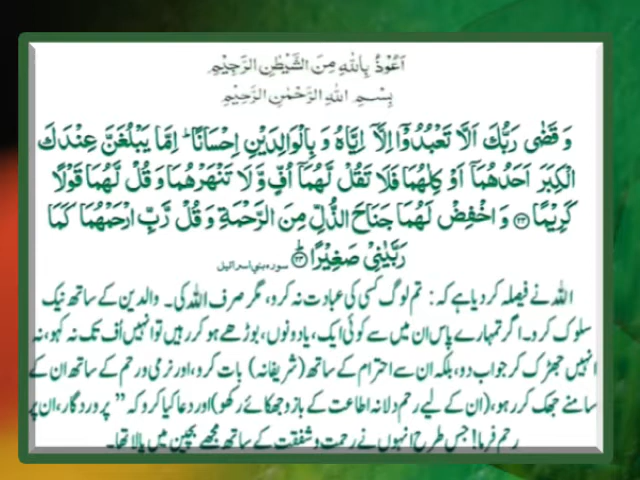 اَعُوْذُ بِاللّٰهِ مِنَ الشَّيْطٰنِ الرَّجِيْمِ
بِسْـمِ اللّٰهِ الرَّحْمٰنِ الرَّحِيْمِ
وَ قَضٰى رَبُّكَ اَلَّا تَعْبُدُوْۤا اِلَّاۤ اِيَّاهُ وَ بِالْوَالِدَيْنِ اِحْسَانًا ؕ اِمَّا يَبْلُغَنَّ عِنْدَكَ
الْكِبَرَ اَحَدُهُمَاۤ اَوْ كِلٰهُمَا فَلَا تَقُلْ لَّهُمَاۤ اُفٍّ وَّ لَا تَنْهَرْهُمَا وَ قُلْ لَّهُمَا قَوْلًا
كَرِيْمًا ﴿۲۳﴾ وَ اخْفِضْ لَهُمَا جَنَاحَ الذُّلِّ مِنَ الرَّحْمَةِ وَ قُلْ رَّبِّ ارْحَمْهُمَا كَمَا
رَبَّيٰنِيْ صَغِيْرًا ﴿۲۴﴾ سورہ بنی اسرائیل
اللہ نے فیصلہ کر دیا ہے کہ : تم لوگ کسی کی عبادت نہ کرو، مگر صرف اللہ کی۔ والدین کے ساتھ نیک
سلوک کرو۔ اگر تمہارے پاس ان میں سے کوئی ایک، یا دونوں، بوڑھے ہو کر رہیں تو انہیں اُف تک نہ کہو، نہ
انہیں جھڑک کر جواب دو، بلکہ ان سے احترام کے ساتھ (شریفانہ) بات کرو، اور نرمی و رحم کے ساتھ ان کے
سامنے جھک کر رہو، (ان کے لیے رحم دلانہ اطاعت کے بازو جھکائے رکھو) اور دعا کیا کرو کہ ” پروردگار، ان پر
رحم فرما! جس طرح انہوں نے رحمت و شفقت کے ساتھ مجھے بچپن میں پالا تھا۔